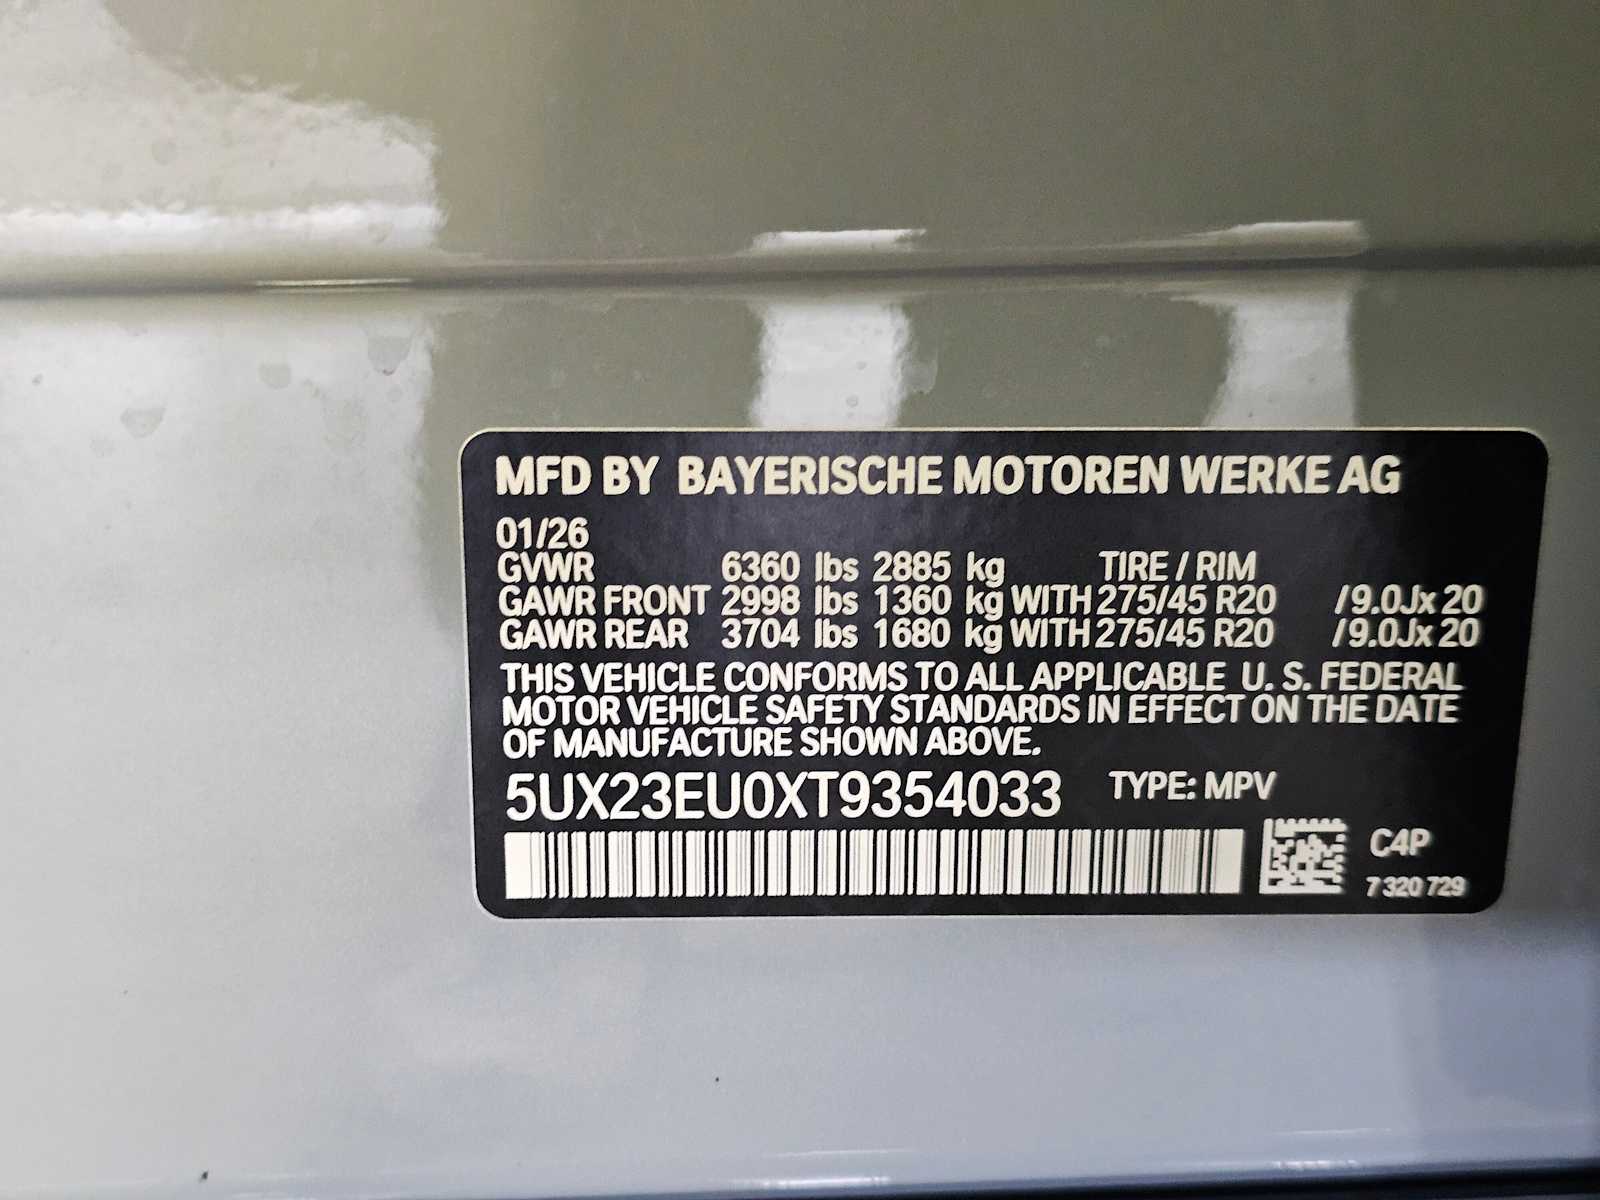 MFD BY BAYERISCHE MOTOREN WERKE AG
01/26
GVWR 6360 lbs 2885 kg TIRE / RIM
GAWR FRONT 2998 lbs 1360 kg WITH 275/45 R20 /9.0Jx 20
GAWR REAR 3704 lbs 1680 kg WITH 275/45 R20 /9.0Jx 20
THIS VEHICLE CONFORMS TO ALL APPLICABLE U. S. FEDERAL
MOTOR VEHICLE SAFETY STANDARDS IN EFFECT ON THE DATE
OF MANUFACTURE SHOWN ABOVE.
5UX23EU0XT9354033 TYPE: MPV
C4P
7 320 729